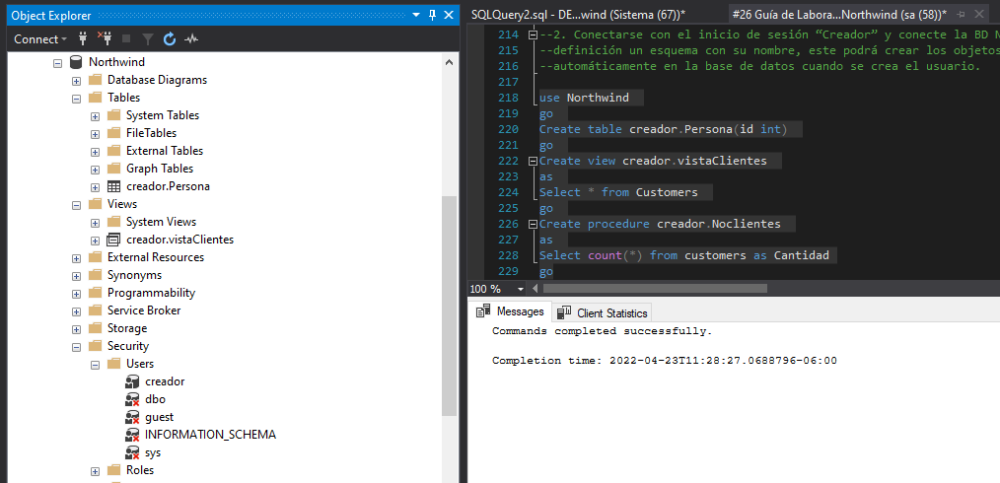 Object Explorer
Connect
Northwind
Database Diagrams
Tables
System Tables
FileTables
External Tables
Graph Tables
creador.Persona
Views
System Views
creador.vistaClientes
External Resources
Synonyms
Programmability
Service Broker
Storage
Security
Users
creador
dbo
guest
INFORMATION_SCHEMA
sys
Roles
SQLQuery2.sql - DE...wind (Sistema (67))*
#26 Guía de Labora...Northwind (sa (58))*
214 --2. Conectarse con el inicio de sesión “Creador” y conecte la BD N
215 --definición un esquema con su nombre, este podrá crear los objetos
216 --automáticamente en la base de datos cuando se crea el usuario.
217
218 use Northwind
219 go
220 Create table creador.Persona(id int)
221 go
222 Create view creador.vistaClientes
223 as
224 Select * from Customers
225 go
226 Create procedure creador.Noclientes
227 as
228 Select count(*) from customers as Cantidad
229 go
100 %
Messages
Client Statistics
Commands completed successfully.
Completion time: 2022-04-23T11:28:27.0688796-06:00